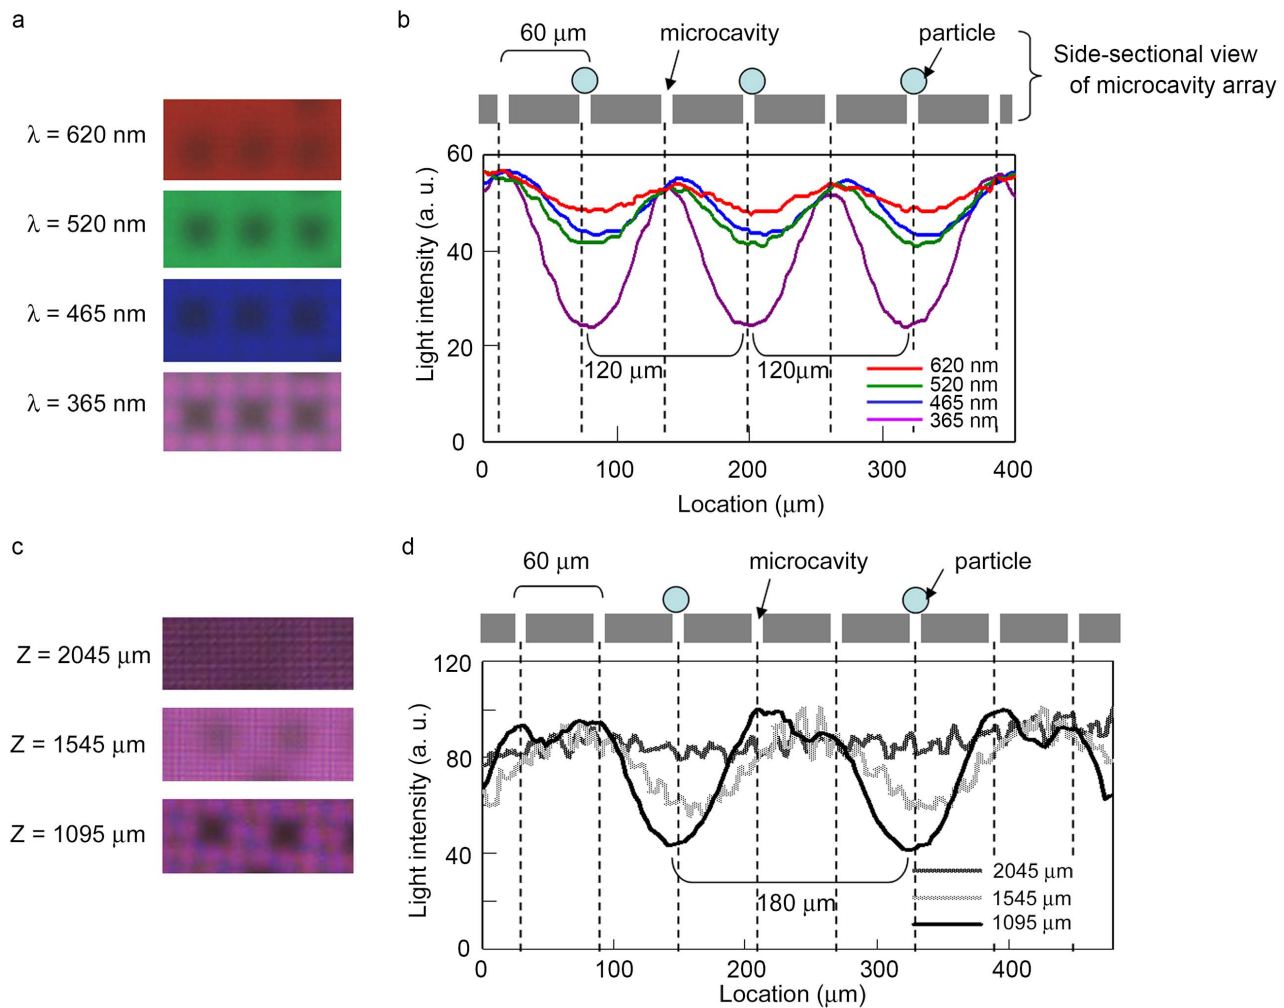 a
λ = 620 nm
λ = 520 nm
λ = 465 nm
λ = 365 nm
b
60 μm
microcavity
particle
Side-sectional view
of microcavity array
Light intensity (a. u.)
60
40
20
0
120 μm
120μm
620 nm
520 nm
465 nm
365 nm
0
100
200
300
400
Location (μm)
c
Z = 2045 μm
Z = 1545 μm
Z = 1095 μm
d
60 μm
microcavity
particle
Light intensity (a. u.)
120
80
40
0
180 μm
2045 μm
1545 μm
1095 μm
0
100
200
300
400
Location (μm)